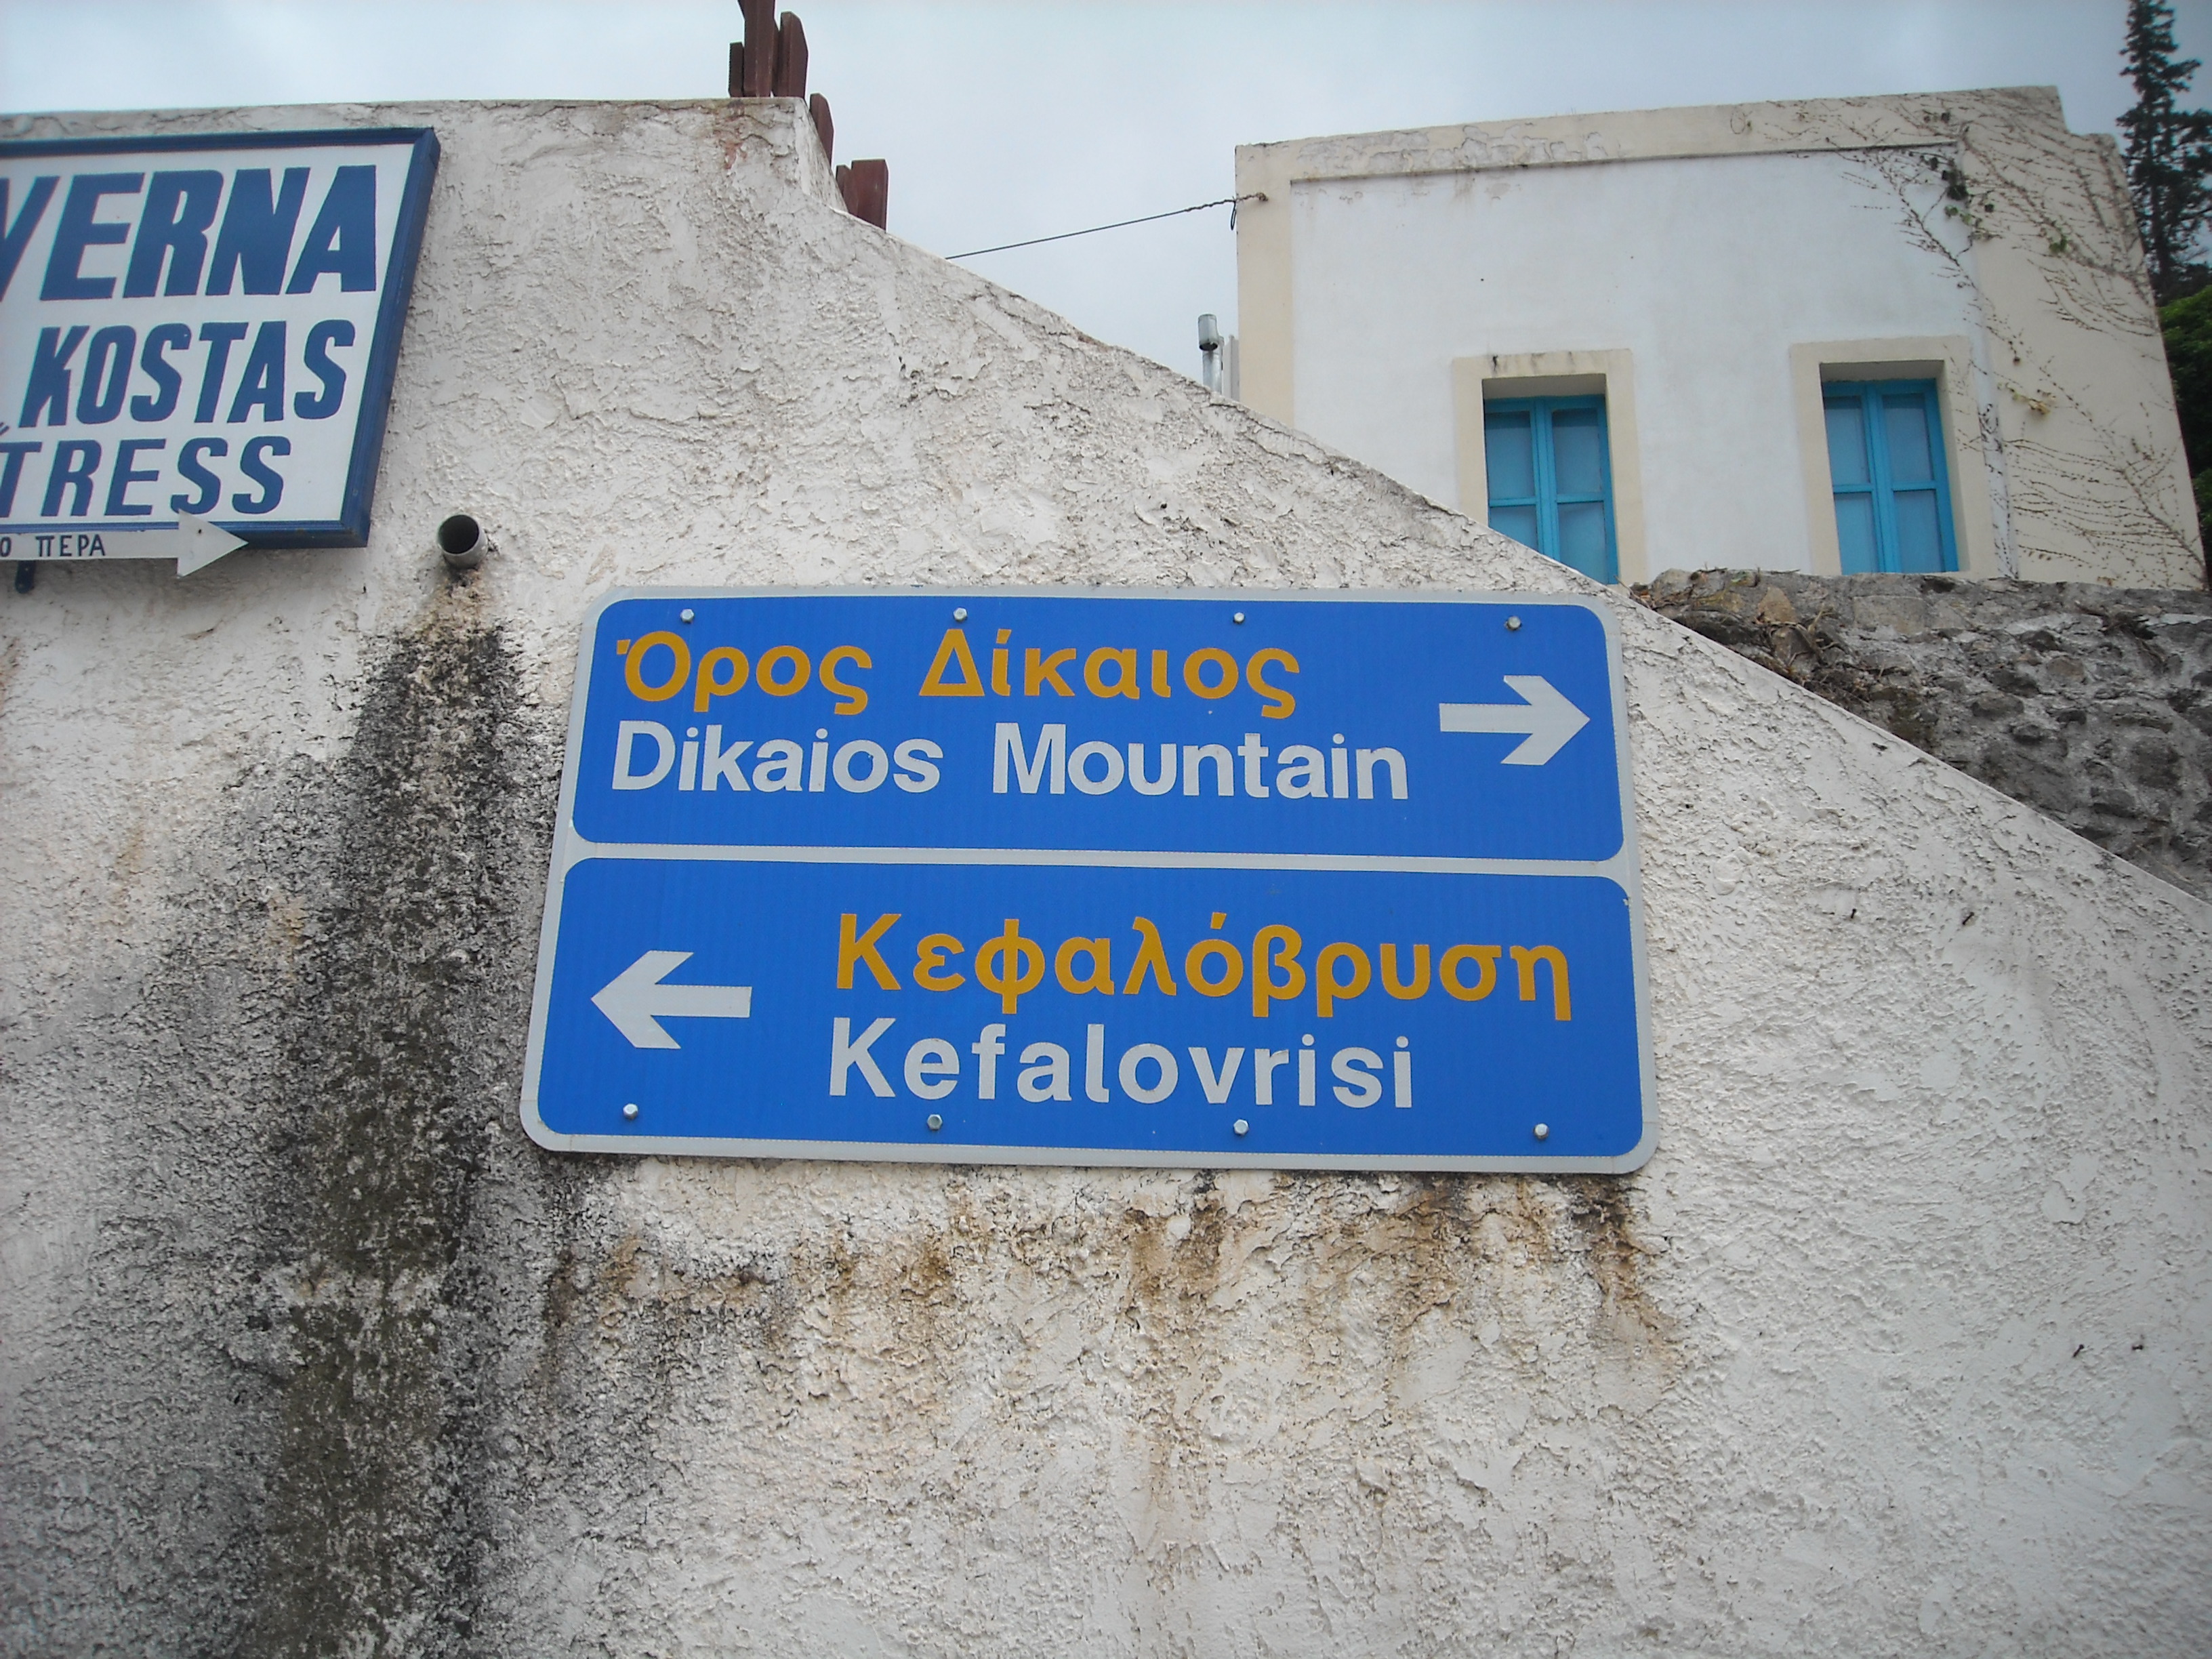 VERNA
KOSTAS
TRESS
Ο ΠΕΡΑ
Όρος Δίκαιος
Dikaios Mountain
Κεφαλόβρυση
Kefalovrisi